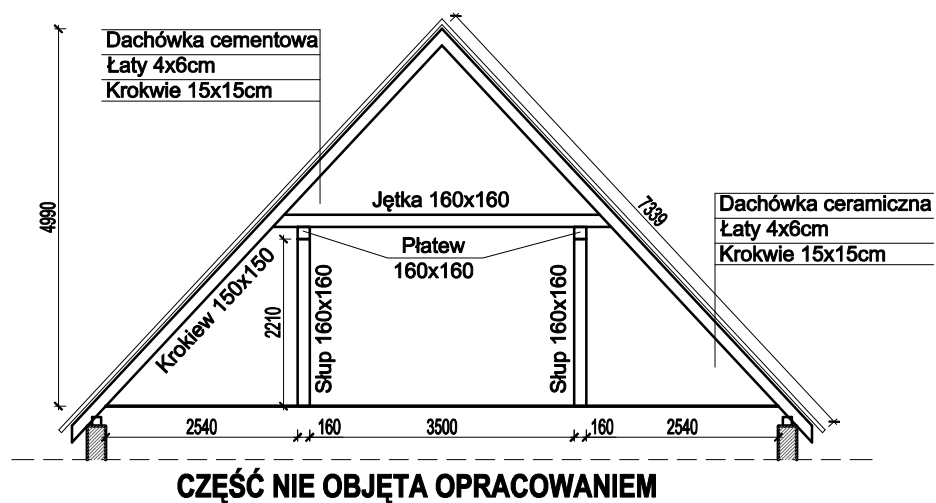 Dachówka cementowa
Łaty 4x6cm
Krokwie 15x15cm
4990
7339
Jętka 160x160
Dachówka ceramiczna
Łaty 4x6cm
Krokwie 15x15cm
Płatew
160x160
Krokiew 150x150
2210
Słup 160x160
Słup 160x160
2540
160
3500
160
2540
CZĘŚĆ NIE OBJĘTA OPRACOWANIEM